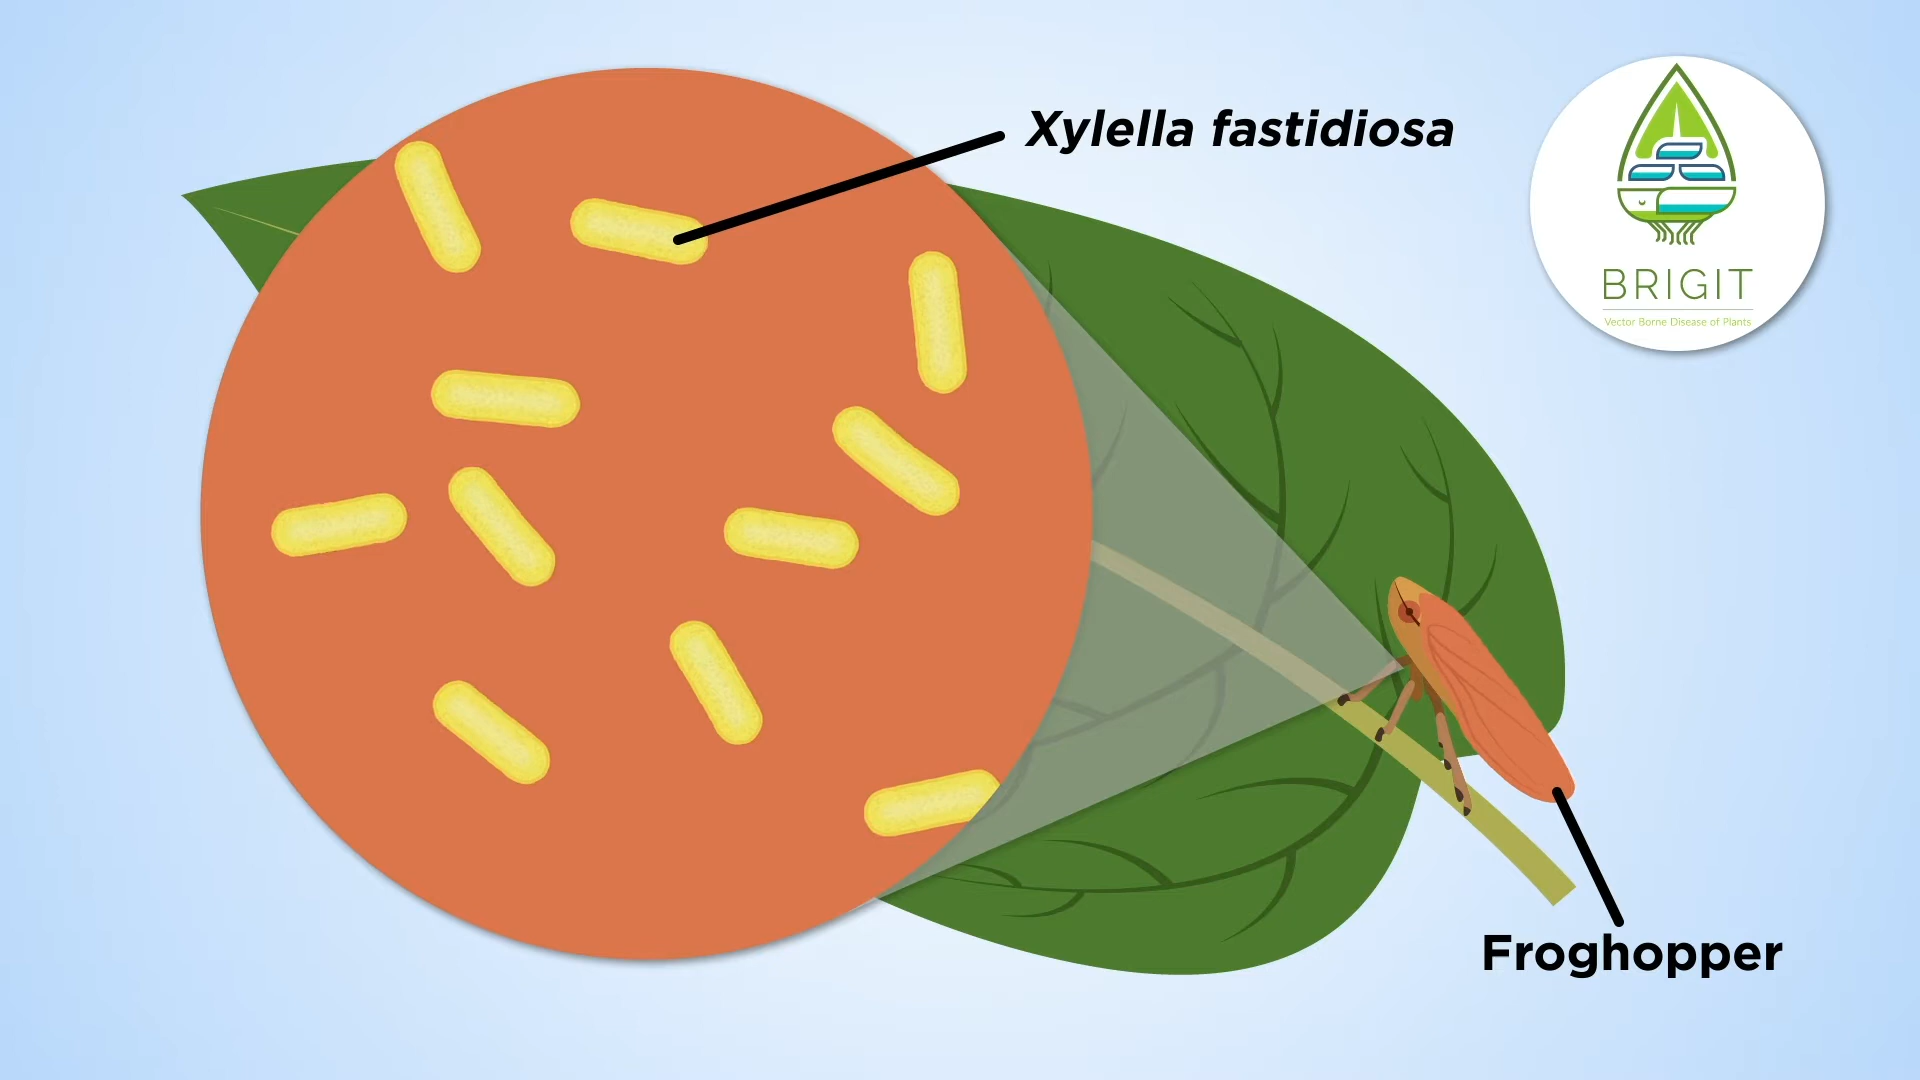 Xylella fastidiosa
BRIGIT
Vector Borne Disease of Plants
Froghopper